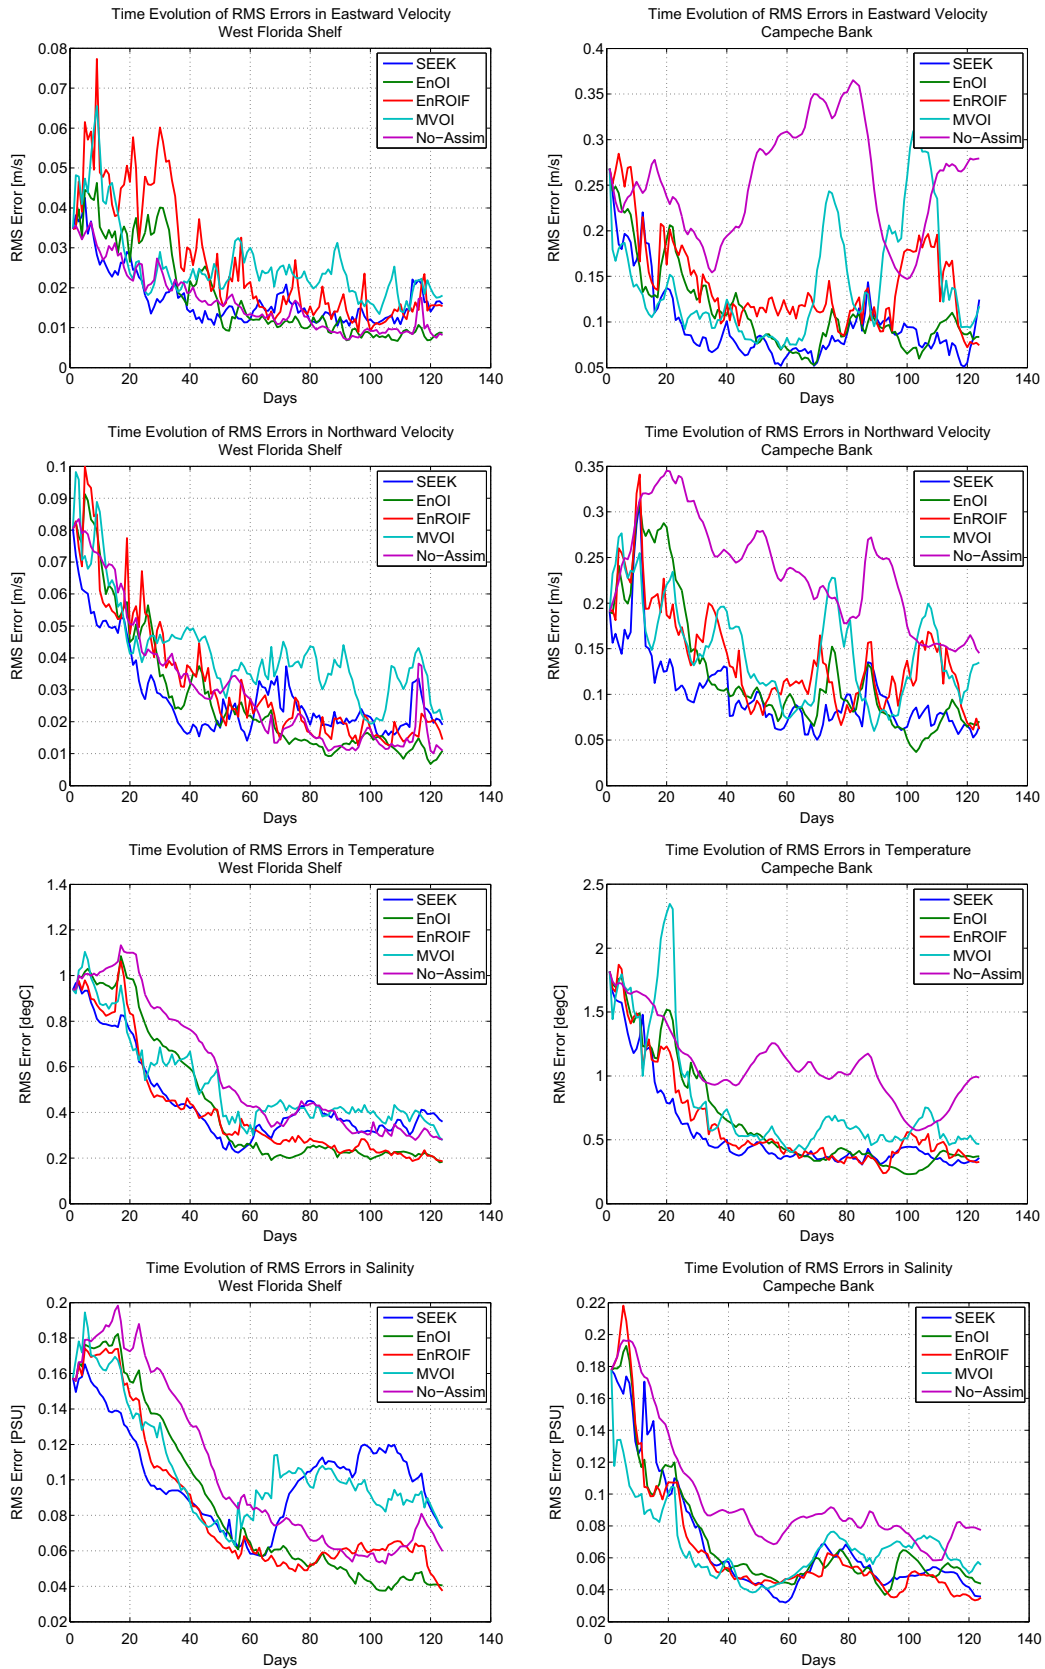 Time Evolution of RMS Errors in Eastward Velocity
West Florida Shelf
0.08
0.07
0.06
0.05
0.04
0.03
0.02
0.01
0
RMS Error [m/s]
SEEK
EnOI
EnROIF
MVOI
No-Assim
0 20 40 60 80 100 120 140
Days
Time Evolution of RMS Errors in Eastward Velocity
Campeche Bank
0.4
0.35
0.3
0.25
0.2
0.15
0.1
0.05
RMS Error [m/s]
SEEK
EnOI
EnROIF
MVOI
No-Assim
0 20 40 60 80 100 120 140
Days
Time Evolution of RMS Errors in Northward Velocity
West Florida Shelf
0.1
0.09
0.08
0.07
0.06
0.05
0.04
0.03
0.02
0.01
0
RMS Error [m/s]
SEEK
EnOI
EnROIF
MVOI
No-Assim
0 20 40 60 80 100 120 140
Days
Time Evolution of RMS Errors in Northward Velocity
Campeche Bank
0.35
0.3
0.25
0.2
0.15
0.1
0.05
0
RMS Error [m/s]
SEEK
EnOI
EnROIF
MVOI
No-Assim
0 20 40 60 80 100 120 140
Days
Time Evolution of RMS Errors in Temperature
West Florida Shelf
1.4
1.2
1
0.8
0.6
0.4
0.2
0
RMS Error [degC]
SEEK
EnOI
EnROIF
MVOI
No-Assim
0 20 40 60 80 100 120 140
Days
Time Evolution of RMS Errors in Temperature
Campeche Bank
2.5
2
1.5
1
0.5
0
RMS Error [degC]
SEEK
EnOI
EnROIF
MVOI
No-Assim
0 20 40 60 80 100 120 140
Days
Time Evolution of RMS Errors in Salinity
West Florida Shelf
0.2
0.18
0.16
0.14
0.12
0.1
0.08
0.06
0.04
0.02
RMS Error [PSU]
SEEK
EnOI
EnROIF
MVOI
No-Assim
0 20 40 60 80 100 120 140
Days
Time Evolution of RMS Errors in Salinity
Campeche Bank
0.22
0.2
0.18
0.16
0.14
0.12
0.1
0.08
0.06
0.04
0.02
RMS Error [PSU]
SEEK
EnOI
EnROIF
MVOI
No-Assim
0 20 40 60 80 100 120 140
Days